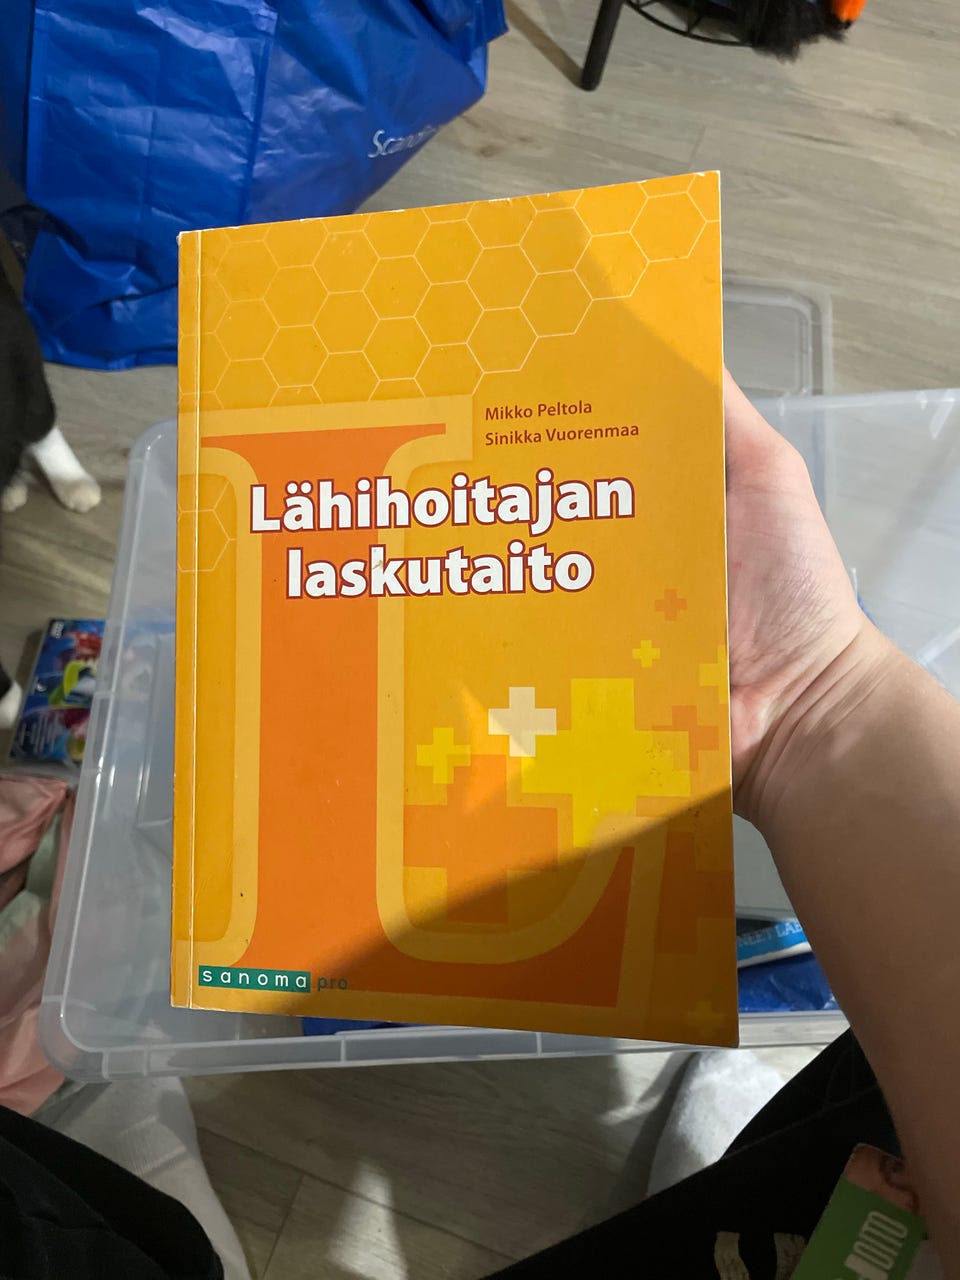 Mikko Peltola
Sinikka Vuorenmaa
Lähihoitajan
laskutaito
sanoma pro